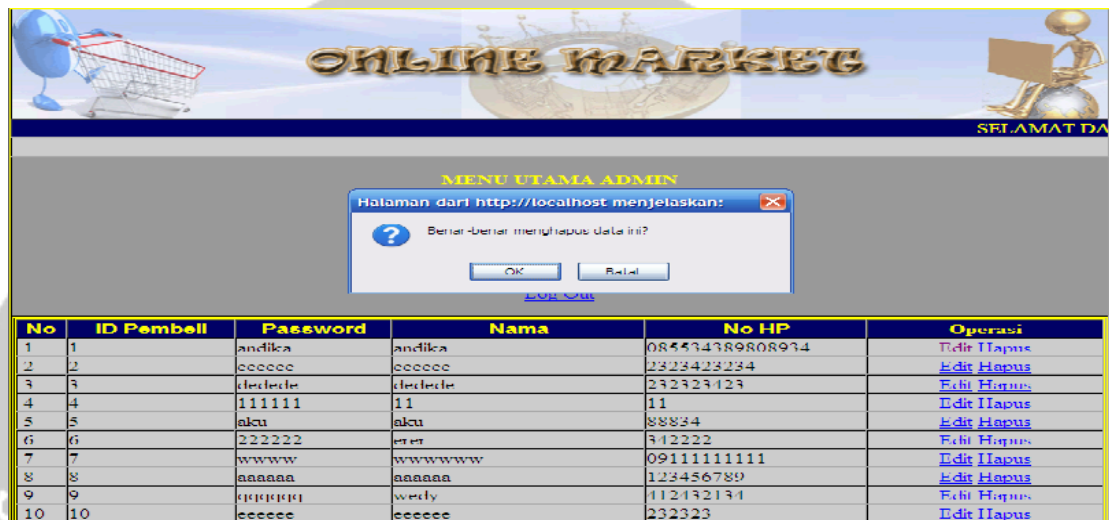 ONLINE MARKET
SELAMAT DA
MENU UTAMA ADMIN
Halaman dari http://localhost menjelaskan:
Benar-benar menghapus data ini?
OK Batal
Log Out
No ID Pembeli Password Nama No HP Operasi
1 1 andika andika 085534389808934 Edit Hapus
2 2 eeeeee eeeeee 2323423234 Edit Hapus
3 3 dedede dedede 232323423 Edit Hapus
4 4 111111 11 11 Edit Hapus
5 5 aku aku 88834 Edit Hapus
6 6 222222 erer 342222 Edit Hapus
7 7 wwww wwwwww 09111111111 Edit Hapus
8 8 aaaaaa aaaaaa 123456789 Edit Hapus
9 9 qqqqqq wedy 412432134 Edit Hapus
10 10 eeeeee eeeeee 232323 Edit Hapus